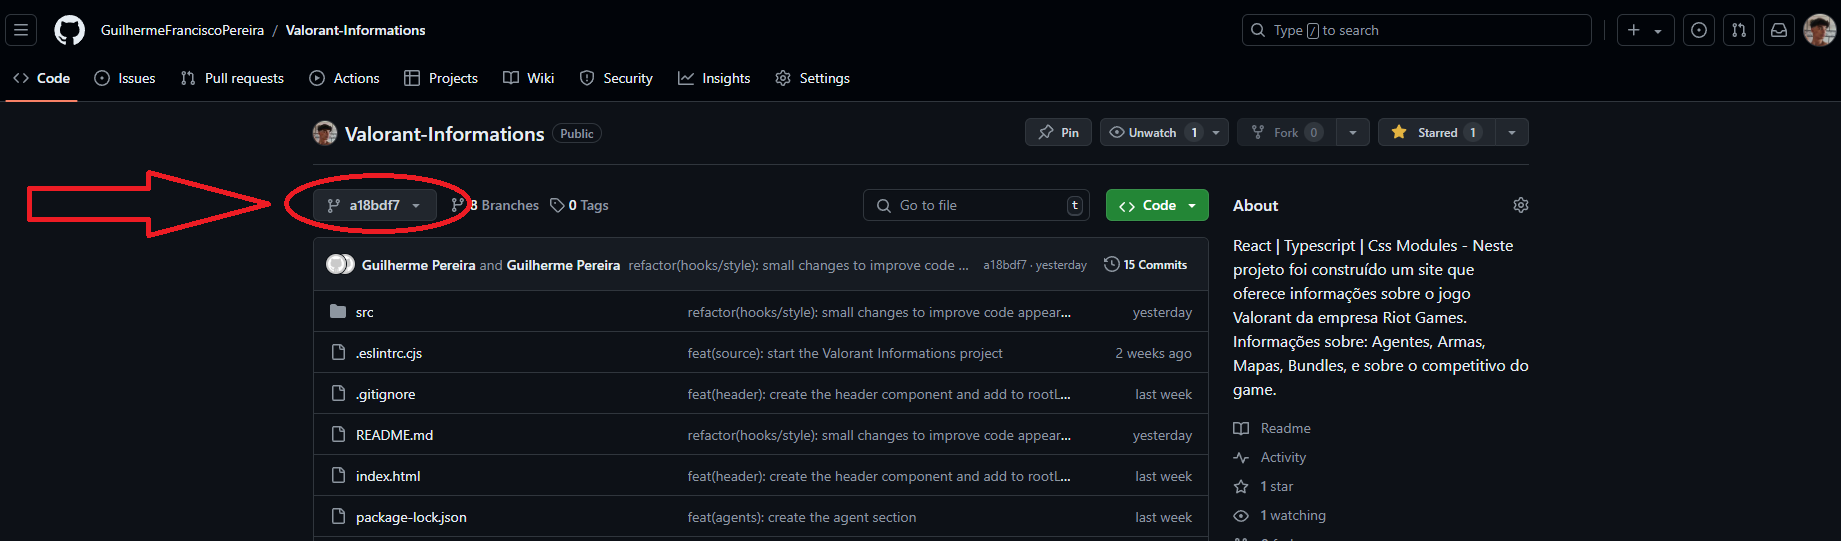 GuilhermeFranciscoPereira / Valorant-Informations
Type / to search
Code Issues Pull requests Actions Projects Wiki Security Insights Settings
Valorant-Informations Public
Pin Unwatch 1 Fork 0 Starred 1
a18bdf7 8 Branches 0 Tags
Go to file t Code
Guilherme Pereira and Guilherme Pereira refactor(hooks/style): small changes to improve code ... a18bdf7 · yesterday 15 Commits
src refactor(hooks/style): small changes to improve code appear... yesterday
.eslintrc.cjs feat(source): start the Valorant Informations project 2 weeks ago
.gitignore feat(header): create the header component and add to rootL... last week
README.md refactor(hooks/style): small changes to improve code appear... yesterday
index.html feat(header): create the header component and add to rootL... last week
package-lock.json feat(agents): create the agent section last week
About
React | Typescript | Css Modules - Neste
projeto foi construído um site que
oferece informações sobre o jogo
Valorant da empresa Riot Games.
Informações sobre: Agentes, Armas,
Mapas, Bundles, e sobre o competitivo do
game.
Readme
Activity
1 star
1 watching